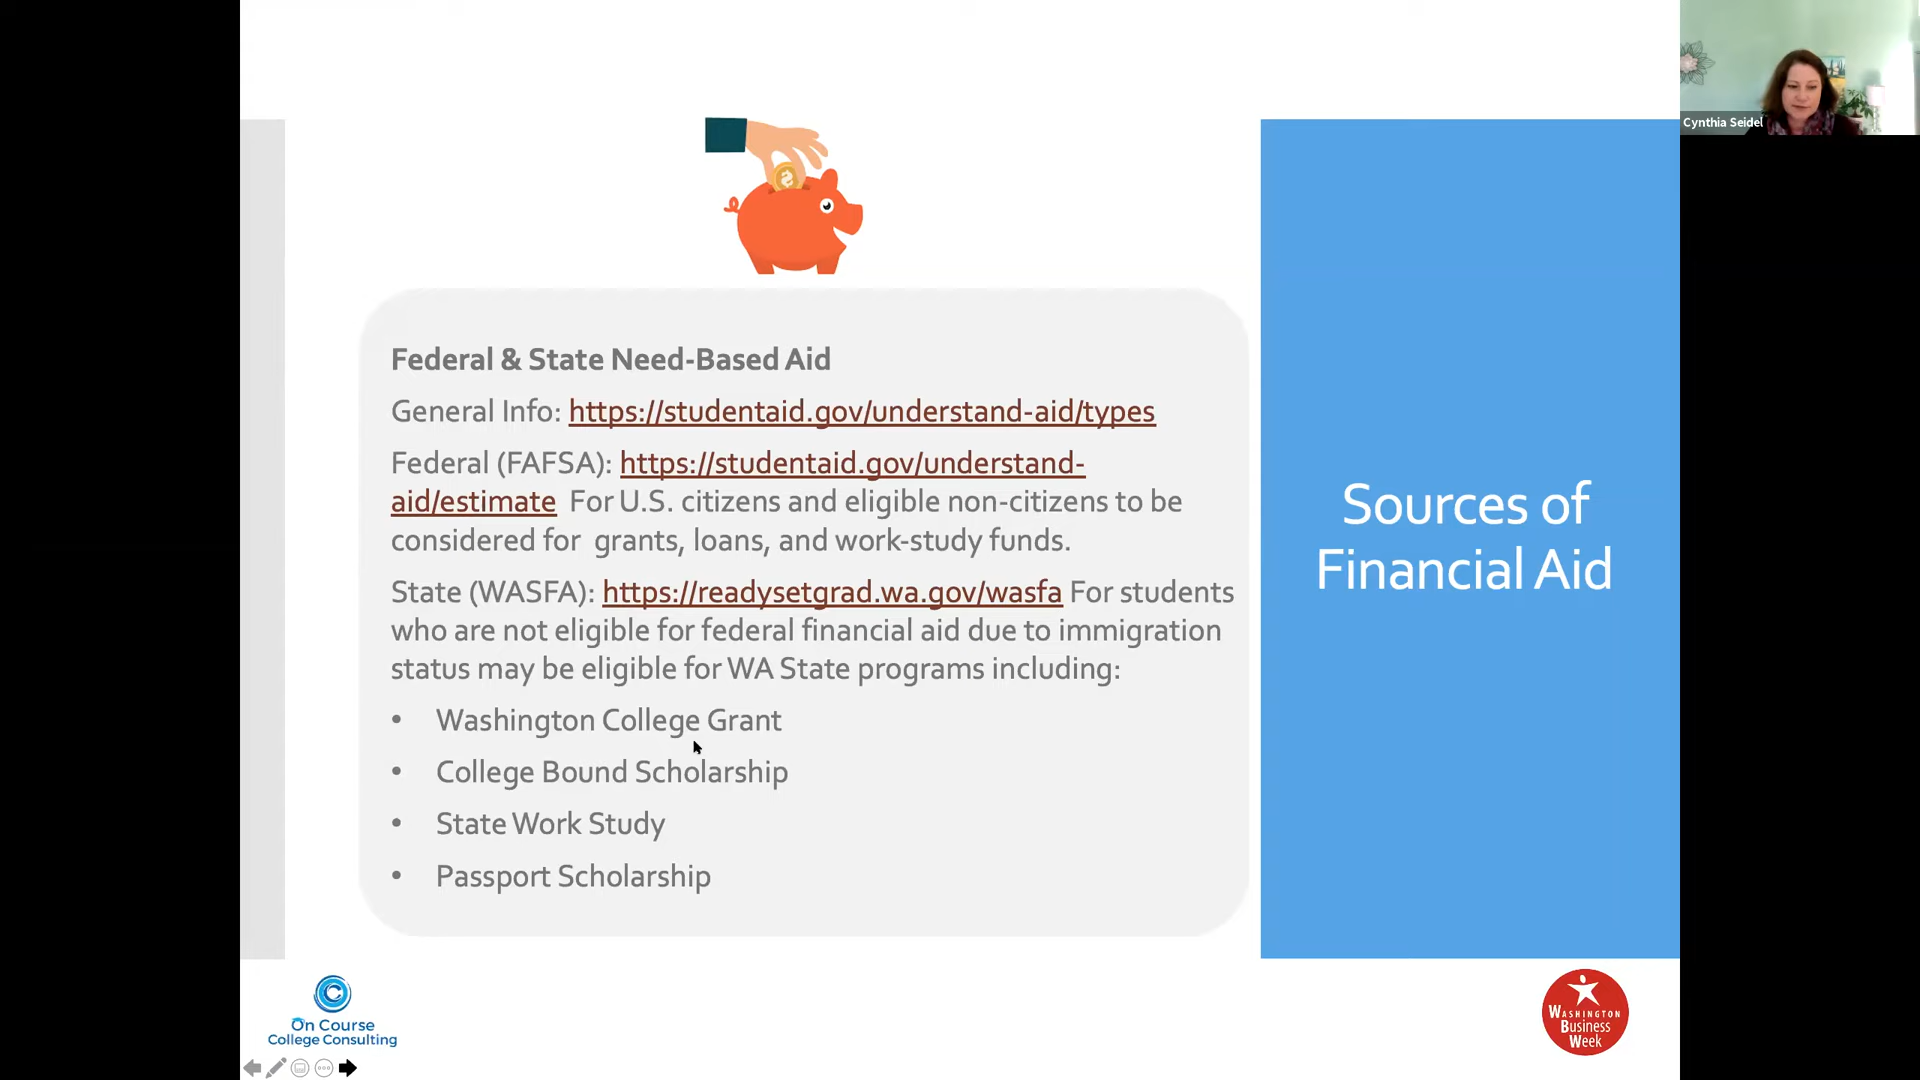 Cynthia Seidel
Federal & State Need-Based Aid
General Info: https://studentaid.gov/understand-aid/types
Federal (FAFSA): https://studentaid.gov/understand-
aid/estimate For U.S. citizens and eligible non-citizens to be
considered for grants, loans, and work-study funds.
State (WASFA): https://readysetgrad.wa.gov/wasfa For students
who are not eligible for federal financial aid due to immigration
status may be eligible for WA State programs including:
• Washington College Grant
• College Bound Scholarship
• State Work Study
• Passport Scholarship
Sources of
Financial Aid
On Course
College Consulting
WASHINGTON
Business
Week